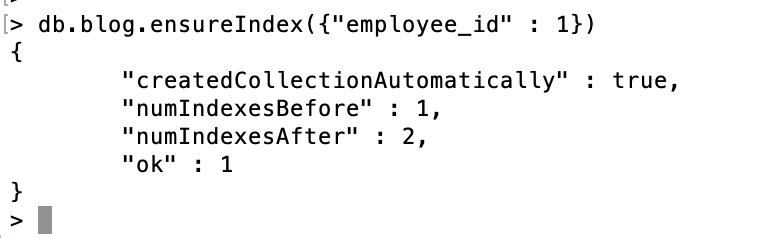 [> db.blog.ensureIndex({"employee_id" : 1})
{
        "createdCollectionAutomatically" : true,
        "numIndexesBefore" : 1,
        "numIndexesAfter" : 2,
        "ok" : 1
}
>